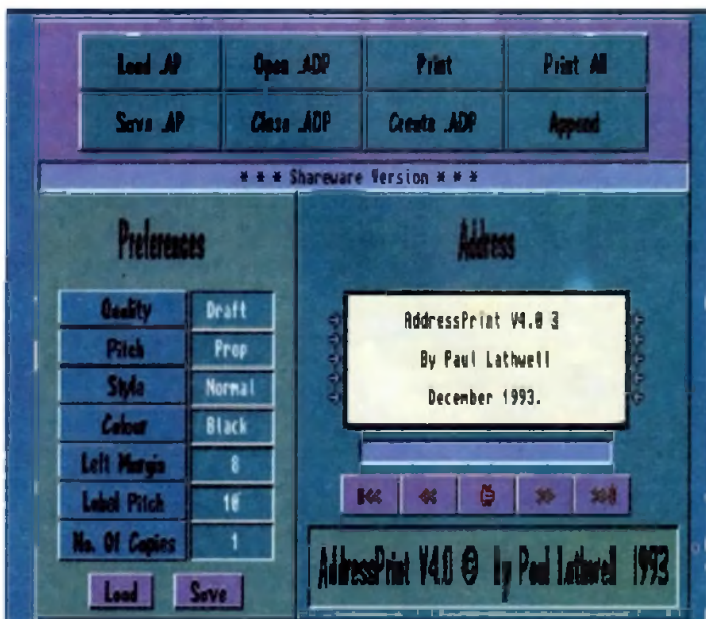 Load .AP Open .ADP Print Print All
Save .AP Close .ADP Create .ADP Append
* * * Shareware Version * * *
Preferences
Quality Draft
Pitch Prop
Style Normal
Colour Black
Left Margin 8
Label Pitch 10
No. Of Copies 1
Load Save
Address
AddressPrint V4.0 3
By Paul Lathwell
December 1993.
AddressPrint V4.0 © by Paul Lathwell 1993